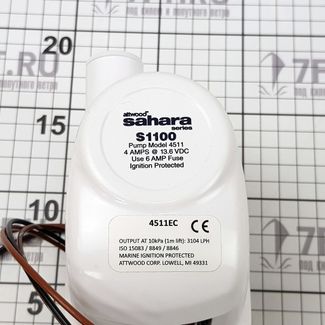 attwood
sahara
series
S1100
Pump Model 4511
4 AMPS @ 13.6 VDC
Use 6 AMP Fuse
Ignition Protected
4511EC CE
OUTPUT AT 10kPa (1m lift): 3104 LPH
ISO 15083 / 8849 / 8846
MARINE IGNITION PROTECTED
ATTWOOD CORP. LOWELL, MI 49331
20
15
10
5
7FT.RU